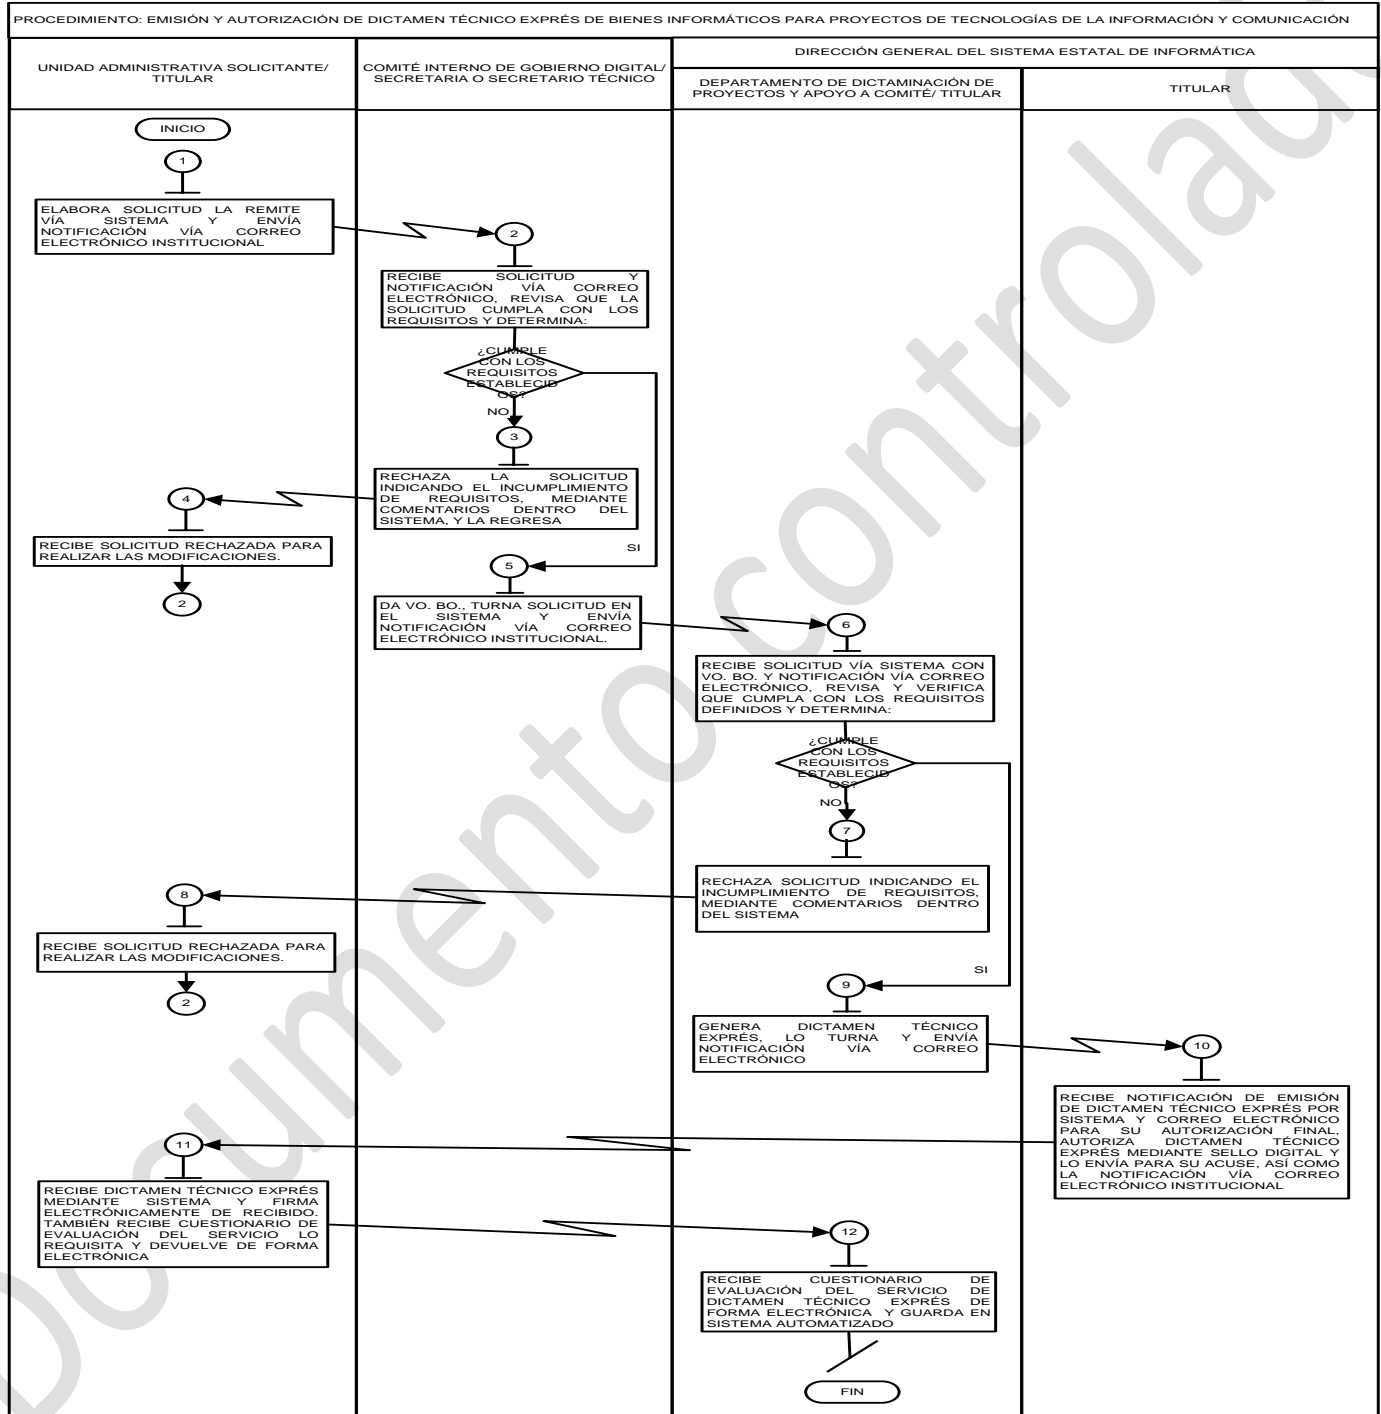 PROCEDIMIENTO: EMISIÓN Y AUTORIZACIÓN DE DICTAMEN TÉCNICO EXPRÉS DE BIENES INFORMÁTICOS PARA PROYECTOS DE TECNOLOGÍAS DE LA INFORMACIÓN Y COMUNICACIÓN
UNIDAD ADMINISTRATIVA SOLICITANTE/
TITULAR
COMITÉ INTERNO DE GOBIERNO DIGITAL/
SECRETARIA O SECRETARIO TÉCNICO
DIRECCIÓN GENERAL DEL SISTEMA ESTATAL DE INFORMÁTICA
DEPARTAMENTO DE DICTAMINACIÓN DE
PROYECTOS Y APOYO A COMITÉ/ TITULAR
TITULAR
INICIO
1
ELABORA SOLICITUD LA REMITE
VÍA SISTEMA Y ENVÍA
NOTIFICACIÓN VÍA CORREO
ELECTRÓNICO INSTITUCIONAL
2
RECIBE SOLICITUD Y
NOTIFICACIÓN VÍA CORREO
ELECTRÓNICO, REVISA QUE LA
SOLICITUD CUMPLA CON LOS
REQUISITOS Y DETERMINA:
¿CUMPLE
CON LOS
REQUISITOS
ESTABLECID
OS?
NO
3
RECHAZA LA SOLICITUD
INDICANDO EL INCUMPLIMIENTO
DE REQUISITOS, MEDIANTE
COMENTARIOS DENTRO DEL
SISTEMA, Y LA REGRESA
4
RECIBE SOLICITUD RECHAZADA PARA
REALIZAR LAS MODIFICACIONES.
2
SI
5
DA VO. BO., TURNA SOLICITUD EN
EL SISTEMA Y ENVÍA
NOTIFICACIÓN VÍA CORREO
ELECTRÓNICO INSTITUCIONAL.
6
RECIBE SOLICITUD VÍA SISTEMA CON
VO. BO. Y NOTIFICACIÓN VÍA CORREO
ELECTRÓNICO, REVISA Y VERIFICA
QUE CUMPLA CON LOS REQUISITOS
DEFINIDOS Y DETERMINA:
¿CUMPLE
CON LOS
REQUISITOS
ESTABLECID
OS?
NO
7
RECHAZA SOLICITUD INDICANDO EL
INCUMPLIMIENTO DE REQUISITOS,
MEDIANTE COMENTARIOS DENTRO
DEL SISTEMA
8
RECIBE SOLICITUD RECHAZADA PARA
REALIZAR LAS MODIFICACIONES.
2
SI
9
GENERA DICTAMEN TÉCNICO
EXPRÉS, LO TURNA Y ENVÍA
NOTIFICACIÓN VÍA CORREO
ELECTRÓNICO
10
RECIBE NOTIFICACIÓN DE EMISIÓN
DE DICTAMEN TÉCNICO EXPRÉS POR
SISTEMA Y CORREO ELECTRÓNICO
PARA SU AUTORIZACIÓN FINAL,
AUTORIZA DICTAMEN TÉCNICO
EXPRÉS MEDIANTE SELLO DIGITAL Y
LO ENVÍA PARA SU ACUSE, ASÍ COMO
LA NOTIFICACIÓN VÍA CORREO
ELECTRÓNICO INSTITUCIONAL
11
RECIBE DICTAMEN TÉCNICO EXPRÉS
MEDIANTE SISTEMA Y FIRMA
ELECTRÓNICAMENTE DE RECIBIDO.
TAMBIÉN RECIBE CUESTIONARIO DE
EVALUACIÓN DEL SERVICIO LO
REQUISITA Y DEVUELVE DE FORMA
ELECTRÓNICA
12
RECIBE CUESTIONARIO DE
EVALUACIÓN DEL SERVICIO DE
DICTAMEN TÉCNICO EXPRÉS DE
FORMA ELECTRÓNICA Y GUARDA EN
SISTEMA AUTOMATIZADO
FIN
Documento controlado